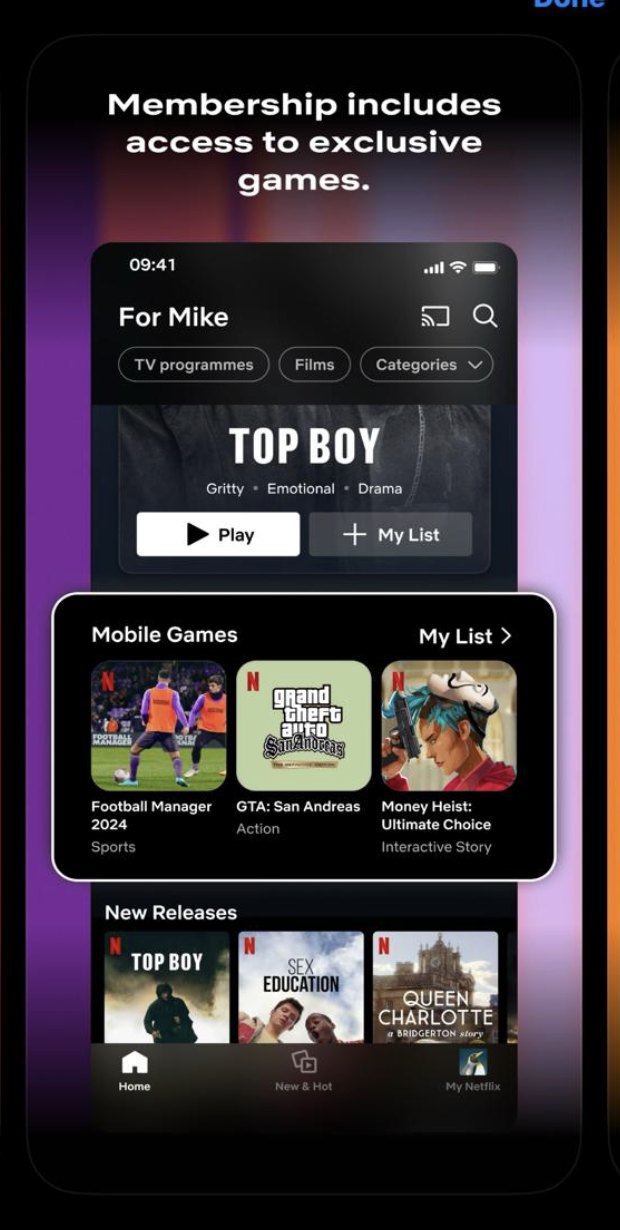 Done
Membership includes
access to exclusive
games.
09:41
For Mike
TV programmes
Films
Categories
TOP BOY
Gritty • Emotional • Drama
Play
My List
Mobile Games
My List
N
FOOTBALL
MANAGER
N
grand
theft
auto
San Andreas
THE DEFINITIVE EDITION
N
Football Manager
2024
Sports
GTA: San Andreas
Action
Money Heist:
Ultimate Choice
Interactive Story
New Releases
N
TOP BOY
N
SEX
EDUCATION
N
QUEEN
CHARLOTTE
a BRIDGERTON story
Home
New & Hot
My Netflix